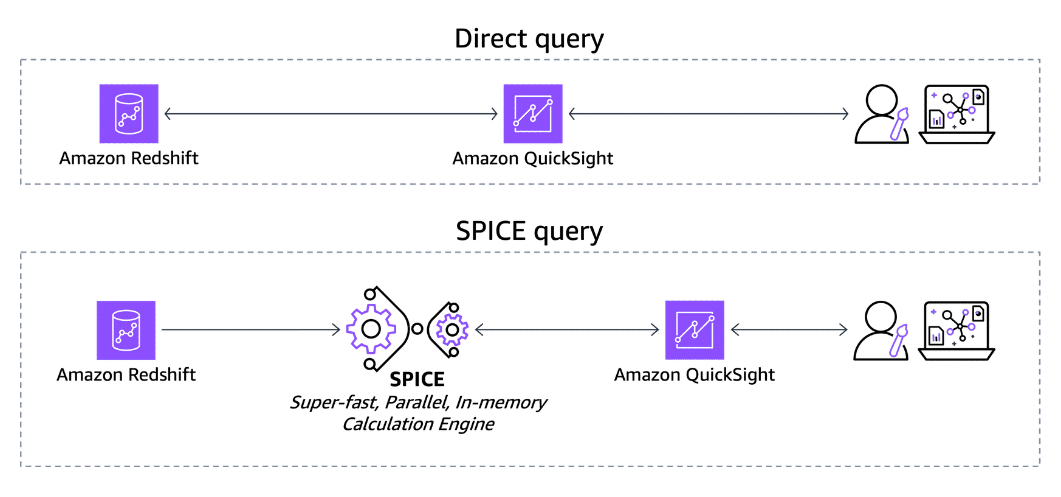 Direct query
Amazon Redshift
Amazon QuickSight
SPICE query
Amazon Redshift
SPICE
Super-fast, Parallel, In-memory
Calculation Engine
Amazon QuickSight